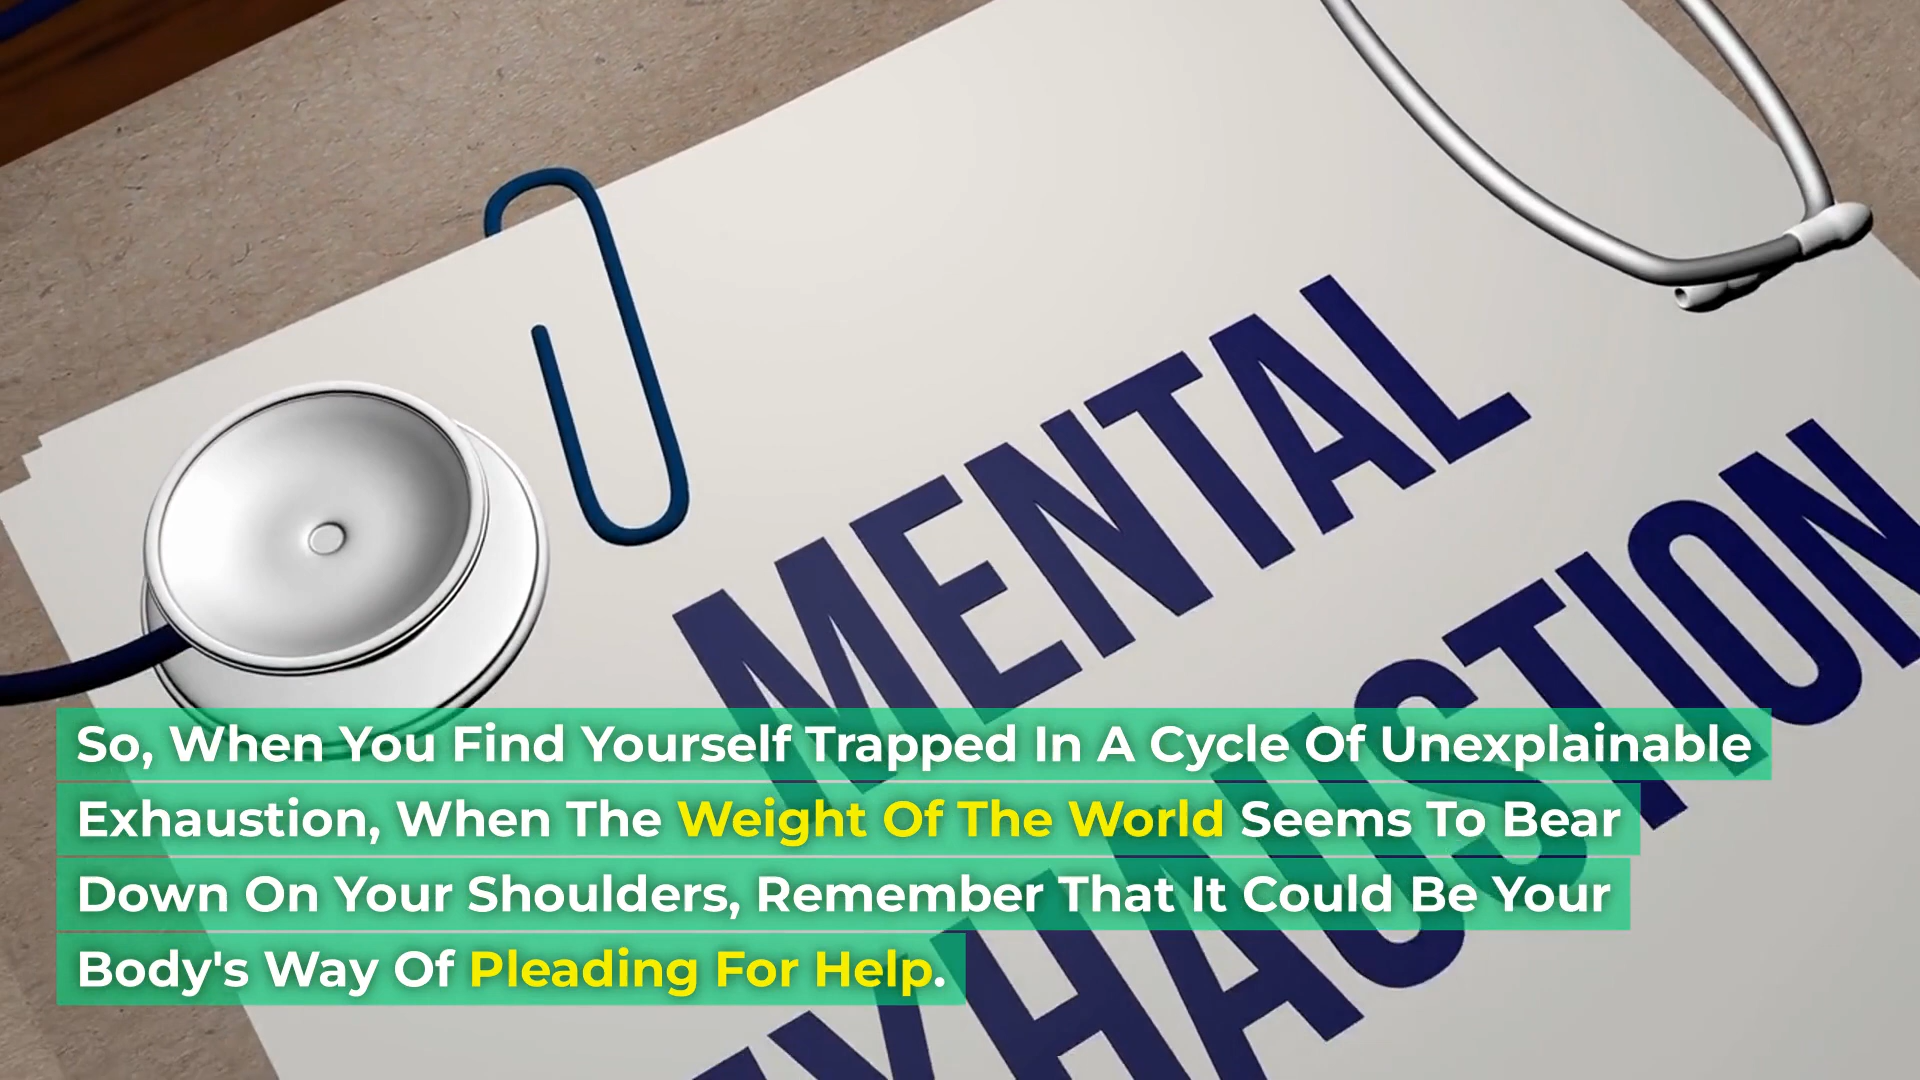 MENTAL
EXHAUSTION
So, When You Find Yourself Trapped In A Cycle Of Unexplainable
Exhaustion, When The Weight Of The World Seems To Bear
Down On Your Shoulders, Remember That It Could Be Your
Body's Way Of Pleading For Help.